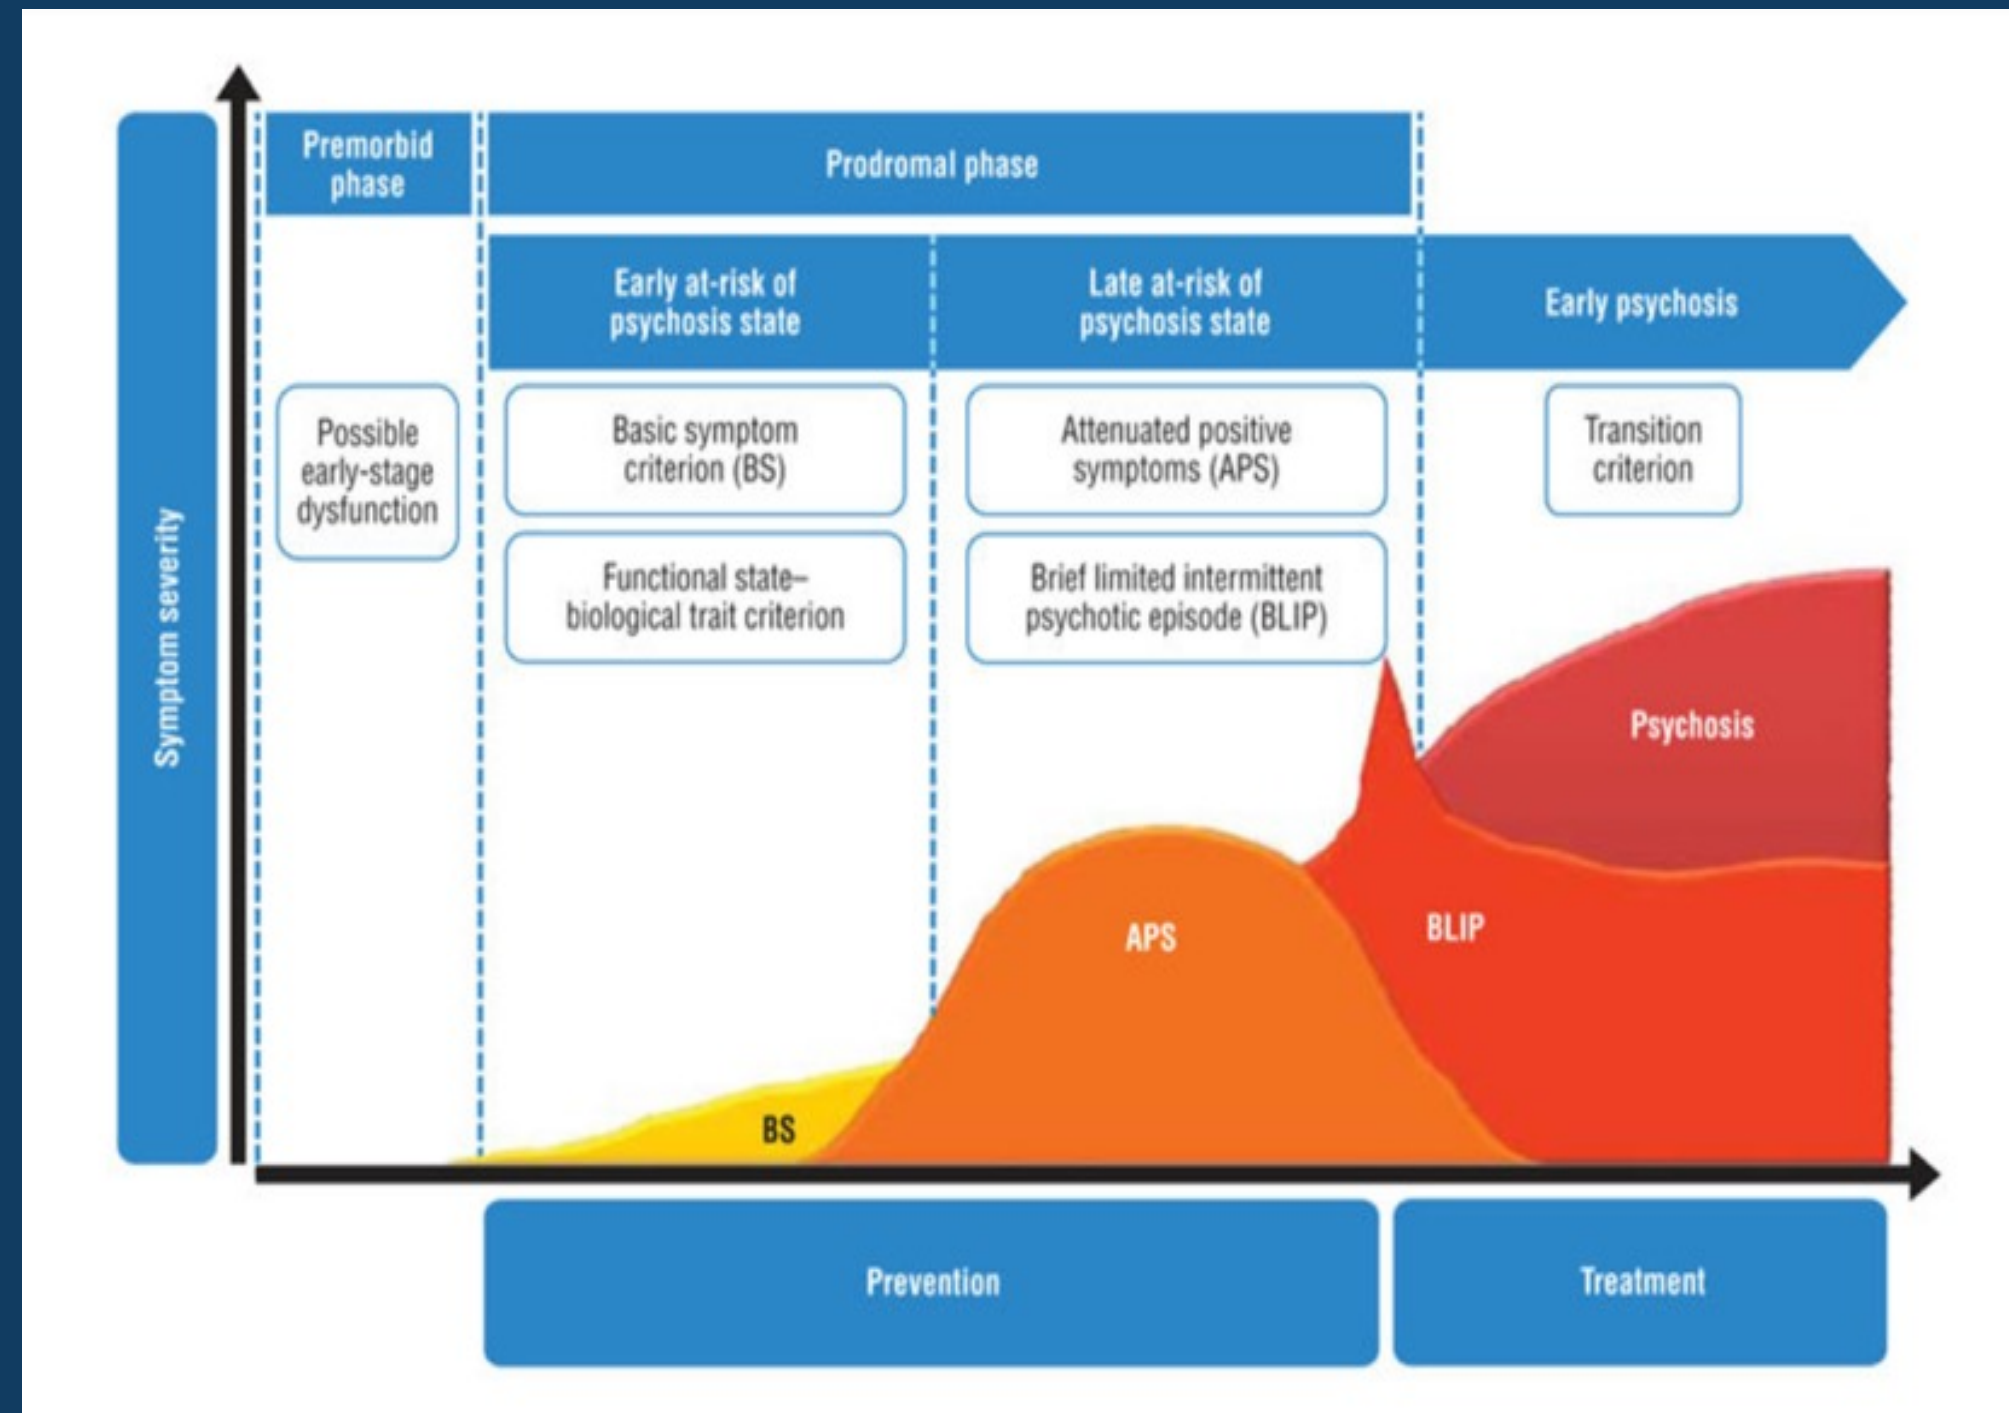 Symptom severity
Premorbid
phase
Prodromal phase
Early at-risk of
psychosis state
Late at-risk of
psychosis state
Early psychosis
Possible
early-stage
dysfunction
Basic symptom
criterion (BS)
Attenuated positive
symptoms (APS)
Transition
criterion
Functional state–
biological trait criterion
Brief limited intermittent
psychotic episode (BLIP)
Psychosis
APS
BLIP
BS
Prevention
Treatment